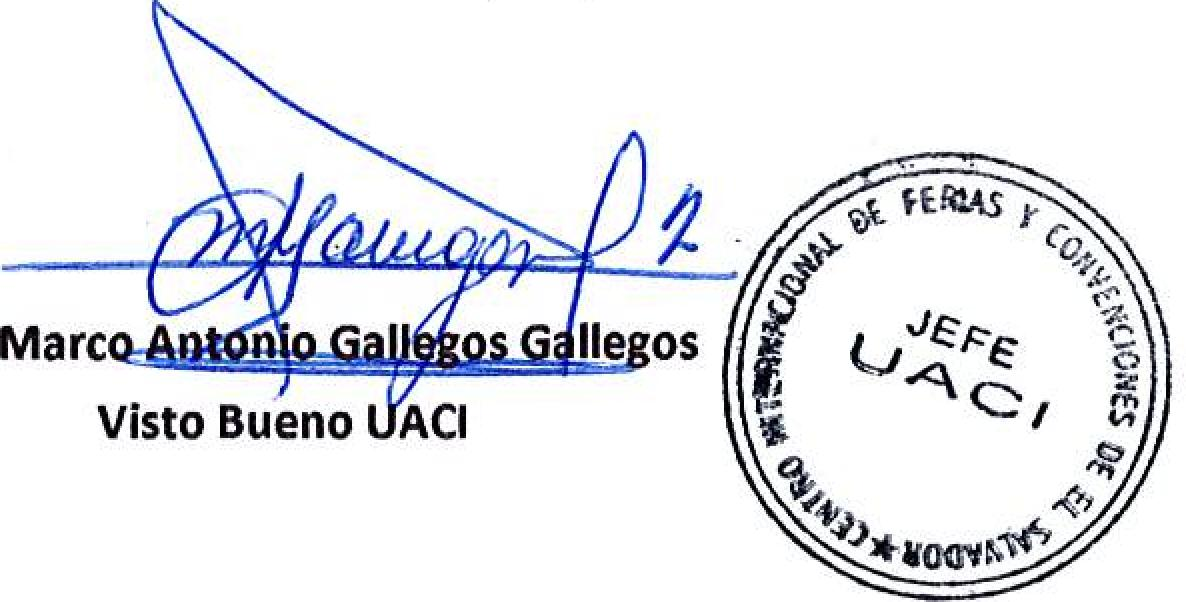 Marco Antonio Gallegos Gallegos
Visto Bueno UACI
CENTRO INTERNACIONAL DE FERIAS Y CONVENCIONES DE EL SALVADOR
JEFE
UACI